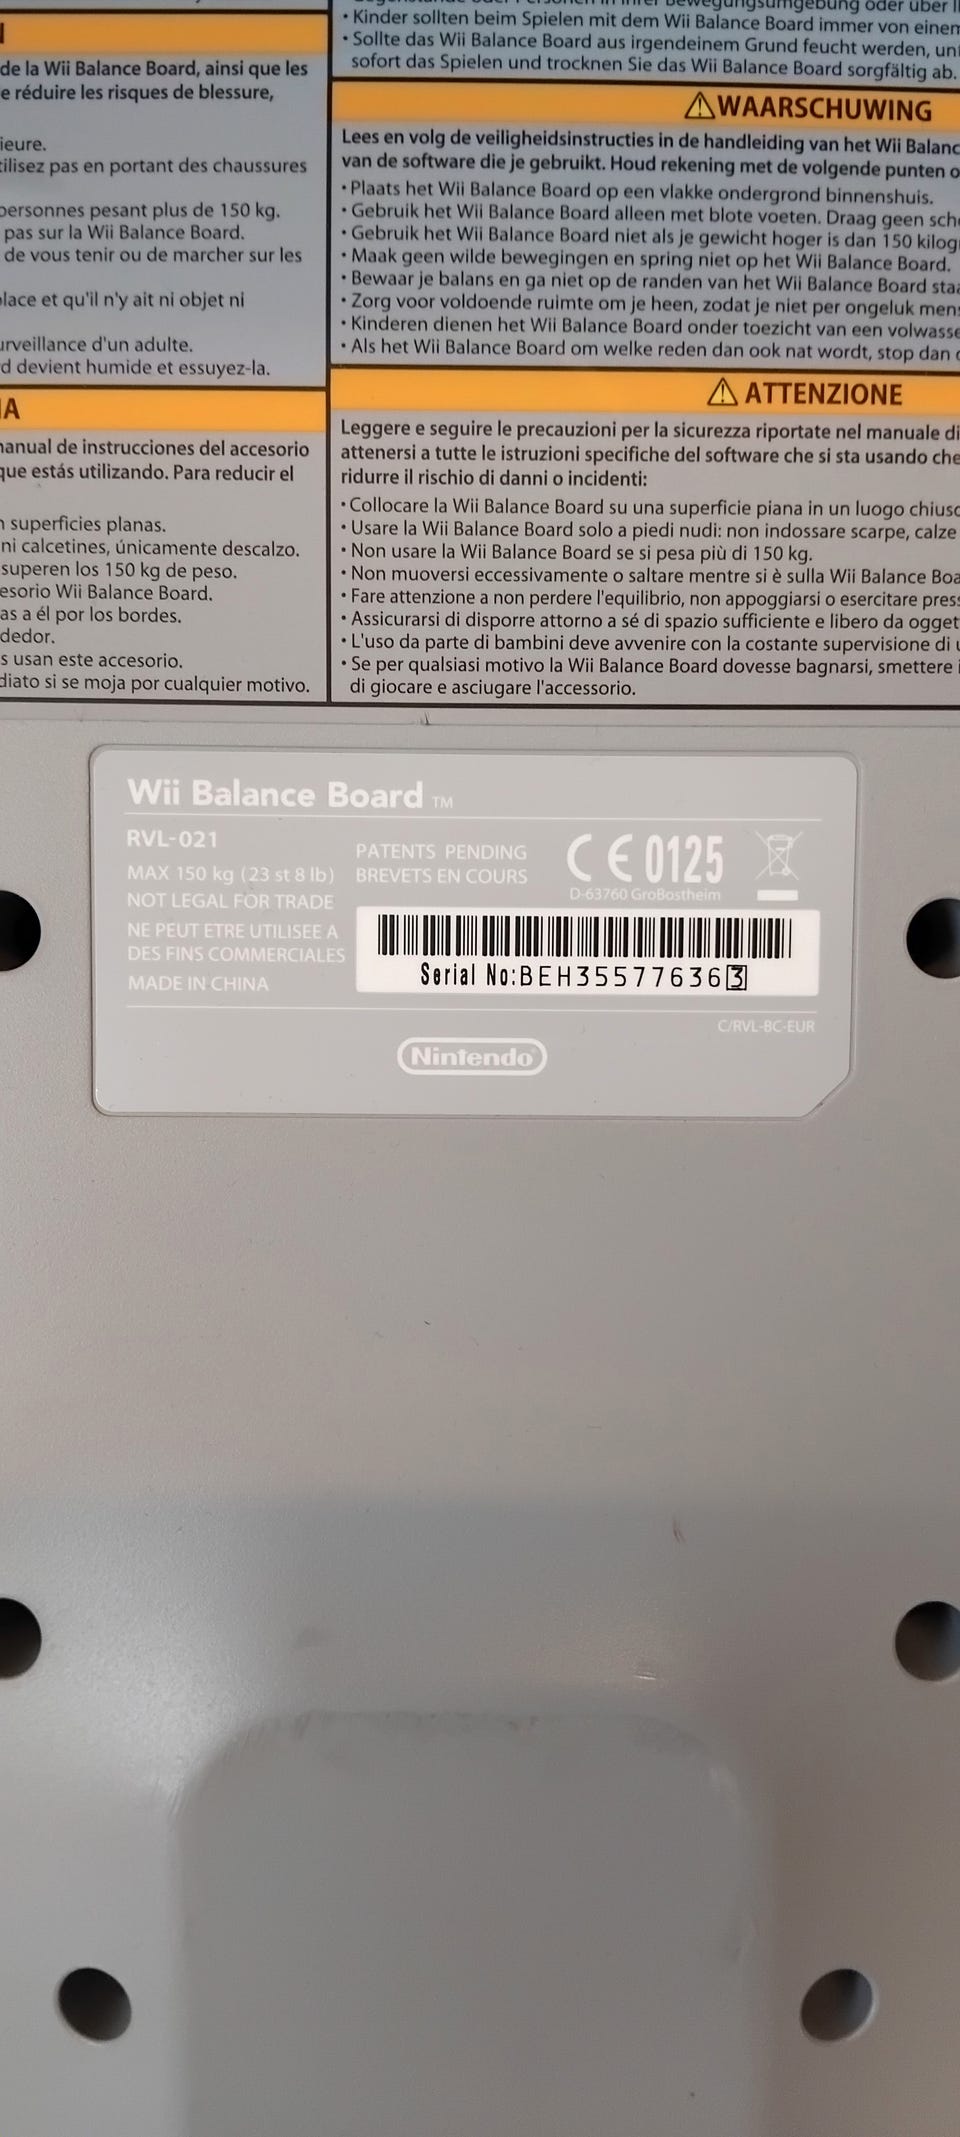 • Kinder sollten beim Spielen mit dem Wii Balance Board immer von einem
• Sollte das Wii Balance Board aus irgendeinem Grund feucht werden,
sofort das Spielen und trocknen Sie das Wii Balance Board sorgfältig ab.
de la Wii Balance Board, ainsi que les
e réduire les risques de blessure,
ieure.
tilisez pas en portant des chaussures
personnes pesant plus de 150 kg.
pas sur la Wii Balance Board.
de vous tenir ou de marcher sur les
place et qu'il n'y ait ni objet ni
urveillance d'un adulte.
rd devient humide et essuyez-la.
⚠WAARSCHUWING
Lees en volg de veiligheidsinstructies in de handleiding van het Wii Balanc
van de software die je gebruikt. Houd rekening met de volgende punten o
• Plaats het Wii Balance Board op een vlakke ondergrond binnenshuis.
• Gebruik het Wii Balance Board alleen met blote voeten. Draag geen scho
• Gebruik het Wii Balance Board niet als je gewicht hoger is dan 150 kilog
• Maak geen wilde bewegingen en spring niet op het Wii Balance Board.
• Bewaar je balans en ga niet op de randen van het Wii Balance Board staa
• Zorg voor voldoende ruimte om je heen, zodat je niet per ongeluk mens
• Kinderen dienen het Wii Balance Board onder toezicht van een volwasse
• Als het Wii Balance Board om welke reden dan ook nat wordt, stop dan
IA
manual de instrucciones del accesorio
que estás utilizando. Para reducir el
n superficies planas.
ni calcetines, únicamente descalzo.
superen los 150 kg de peso.
esorio Wii Balance Board.
as a él por los bordes.
dedor.
s usan este accesorio.
diato si se moja por cualquier motivo.
⚠ ATTENZIONE
Leggere e seguire le precauzioni per la sicurezza riportate nel manuale di
attenersi a tutte le istruzioni specifiche del software che si sta usando che
ridurre il rischio di danni o incidenti:
• Collocare la Wii Balance Board su una superficie piana in un luogo chiuso
• Usare la Wii Balance Board solo a piedi nudi: non indossare scarpe, calze
• Non usare la Wii Balance Board se si pesa più di 150 kg.
• Non muoversi eccessivamente o saltare mentre si è sulla Wii Balance Boa
• Fare attenzione a non perdere l'equilibrio, non appoggiarsi o esercitare press
• Assicurarsi di disporre attorno a sé di spazio sufficiente e libero da ogget
• L'uso da parte di bambini deve avvenire con la costante supervisione di
• Se per qualsiasi motivo la Wii Balance Board dovesse bagnarsi, smettere
di giocare e asciugare l'accessorio.
Wii Balance Board TM
RVL-021
MAX 150 kg (23 st 8 lb)
NOT LEGAL FOR TRADE
NE PEUT ETRE UTILISEE A
DES FINS COMMERCIALES
MADE IN CHINA
PATENTS PENDING
BREVETS EN COURS
CE 0125
D-63760 GroBostheim
Serial No:BEH355776363
C/RVL-BC-EUR
Nintendo